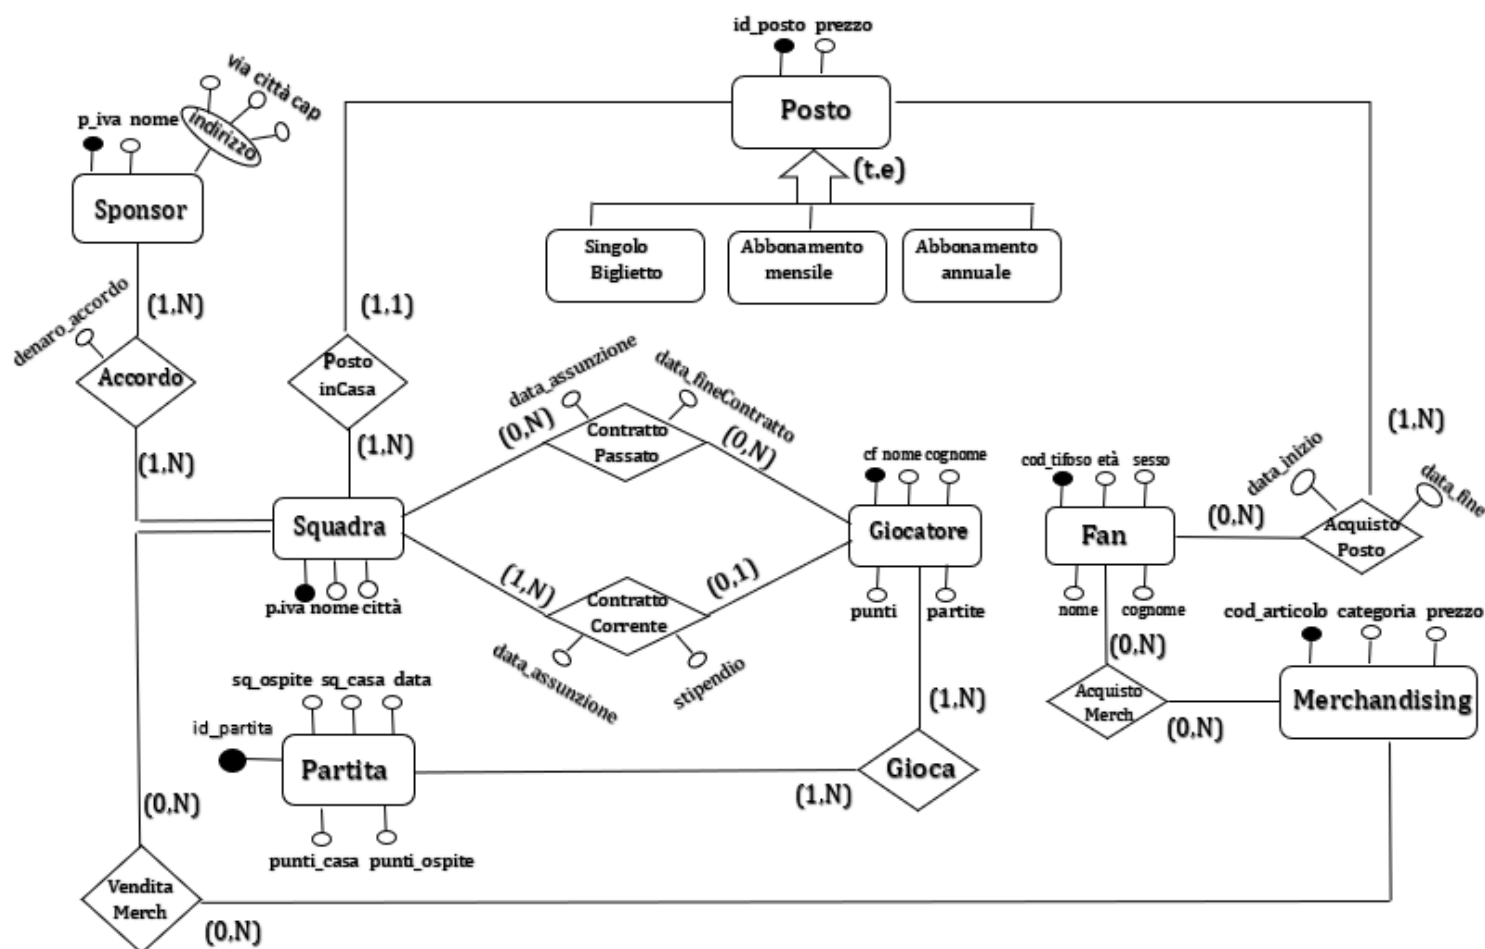 id_posto prezzo
Posto
(t.e)
Singolo
Biglietto
Abbonamento
mensile
Abbonamento
annuale
via città cap
indirizzo
p_iva nome
Sponsor
(1,N)
denaro_accordo
Accordo
(1,N)
(1,1)
Posto
inCasa
(1,N)
data_assunzione
data_fineContratto
(0,N)
Contratto
Passato
(0,N)
Squadra
p.iva nome città
(1,N)
Contratto
Corrente
(0,1)
data_assunzione
stipendio
cf nome cognome
Giocatore
punti
partite
(1,N)
Gioca
(1,N)
cod_tifoso età sesso
Fan
nome
cognome
(0,N)
data_inizio
data_fine
(1,N)
Acquisto
Posto
(0,N)
Acquisto
Merch
(0,N)
cod_articolo categoria prezzo
Merchandising
sq_ospite sq_casa data
id_partita
Partita
punti_casa
punti_ospite
(0,N)
Vendita
Merch
(0,N)